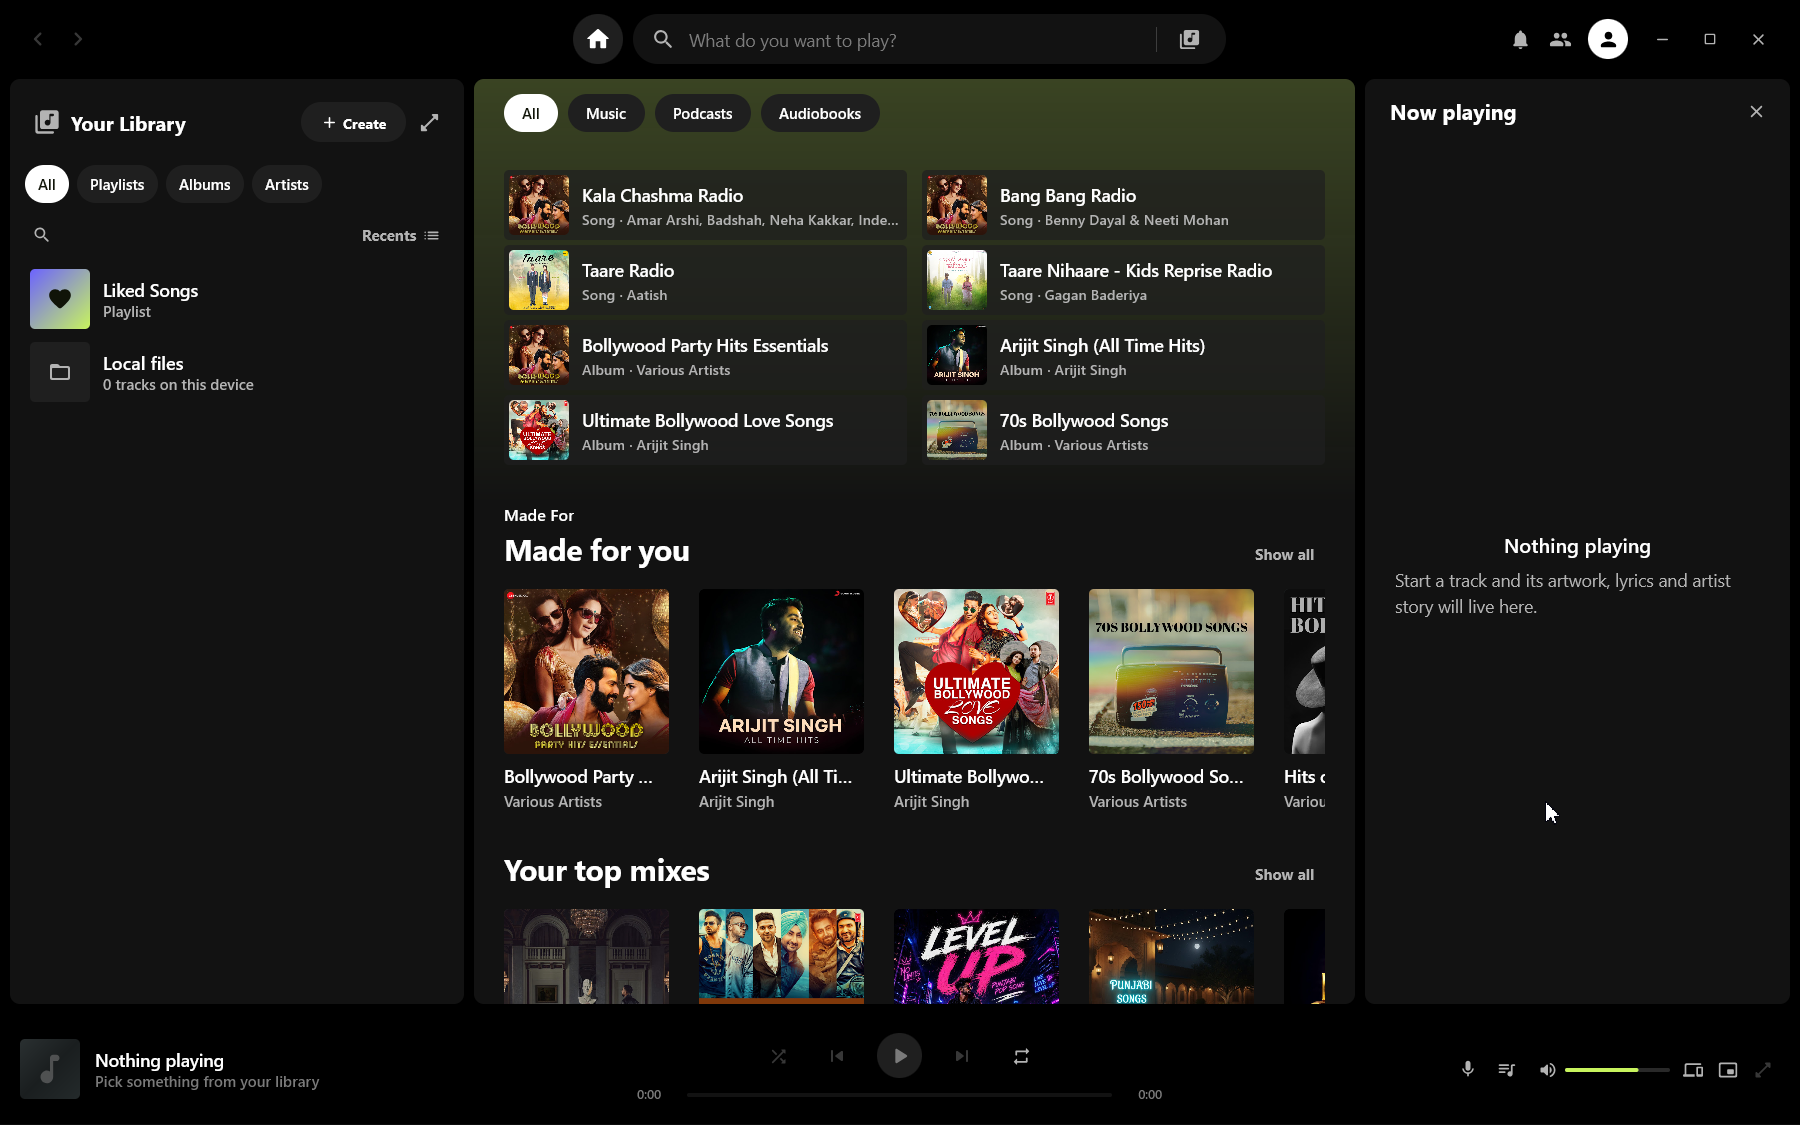 What do you want to play?
Your Library
+ Create
All
Playlists
Albums
Artists
Recents
Liked Songs
Playlist
Local files
0 tracks on this device
All
Music
Podcasts
Audiobooks
Kala Chashma Radio
Song · Amar Arshi, Badshah, Neha Kakkar, Inde...
Bang Bang Radio
Song · Benny Dayal & Neeti Mohan
Taare Radio
Song · Aatish
Taare Nihaare - Kids Reprise Radio
Song · Gagan Baderiya
Bollywood Party Hits Essentials
Album · Various Artists
Arijit Singh (All Time Hits)
Album · Arijit Singh
Ultimate Bollywood Love Songs
Album · Arijit Singh
70s Bollywood Songs
Album · Various Artists
Made For
Made for you
Show all
BOLLYWOOD
PARTY HITS ESSENTIALS
ARIJIT SINGH
ALL TIME HITS
ULTIMATE
BOLLYWOOD
LOVE
SONGS
70S BOLLYWOOD SONGS
HIT
BOL
Bollywood Party ...
Various Artists
Arijit Singh (All Ti...
Arijit Singh
Ultimate Bollywo...
Arijit Singh
70s Bollywood So...
Various Artists
Hits o
Variou
Your top mixes
Show all
LEVEL
UP
PUNJABI POP SONG
PUNJABI
SONGS
Now playing
Nothing playing
Start a track and its artwork, lyrics and artist
story will live here.
Nothing playing
Pick something from your library
0:00
0:00